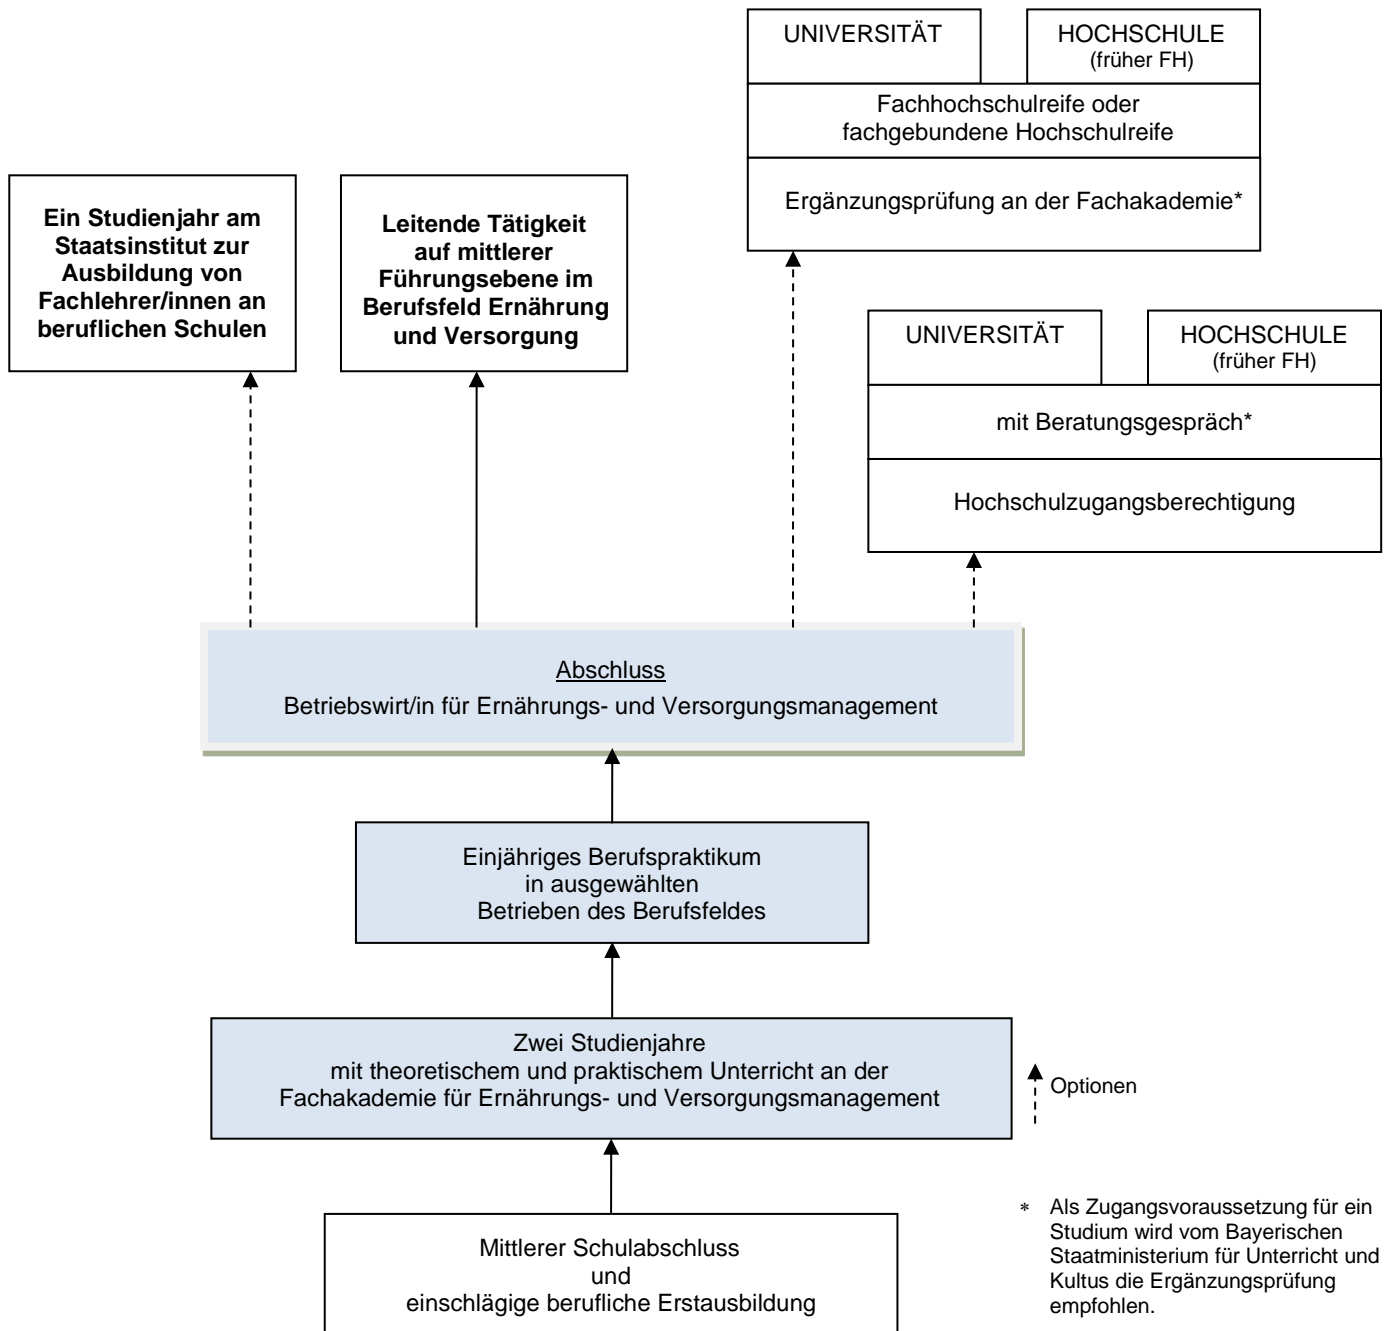 UNIVERSITÄT
HOCHSCHULE
(früher FH)
Fachhochschulreife oder
fachgebundene Hochschulreife
Ergänzungsprüfung an der Fachakademie*
Ein Studienjahr am
Staatsinstitut zur
Ausbildung von
Fachlehrer/innen an
beruflichen Schulen
Leitende Tätigkeit
auf mittlerer
Führungsebene im
Berufsfeld Ernährung
und Versorgung
UNIVERSITÄT
HOCHSCHULE
(früher FH)
mit Beratungsgespräch*
Hochschulzugangsberechtigung
Abschluss
Betriebswirt/in für Ernährungs- und Versorgungsmanagement
Einjähriges Berufspraktikum
in ausgewählten
Betrieben des Berufsfeldes
Zwei Studienjahre
mit theoretischem und praktischem Unterricht an der
Fachakademie für Ernährungs- und Versorgungsmanagement
Optionen
Mittlerer Schulabschluss
und
einschlägige berufliche Erstausbildung
* Als Zugangsvoraussetzung für ein
Studium wird vom Bayerischen
Staatministerium für Unterricht und
Kultus die Ergänzungsprüfung
empfohlen.